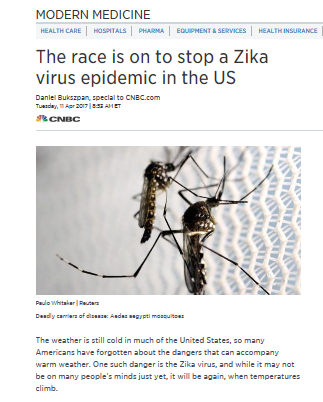 MODERN MEDICINE
HEALTH CARE | HOSPITALS | PHARMA | EQUIPMENT & SERVICES | HEALTH INSURANCE |
The race is on to stop a Zika
virus epidemic in the US
Daniel Bukszpan, special to CNBC.com
Tuesday, 11 Apr 2017 | 8:53 AM ET
CNBC
Paulo Whitaker | Reuters
Deadly carriers of disease: Aedes aegypti mosquitoes
The weather is still cold in much of the United States, so many
Americans have forgotten about the dangers that can accompany
warm weather. One such danger is the Zika virus, and while it may not
be on many people's minds just yet, it will be again, when temperatures
climb.